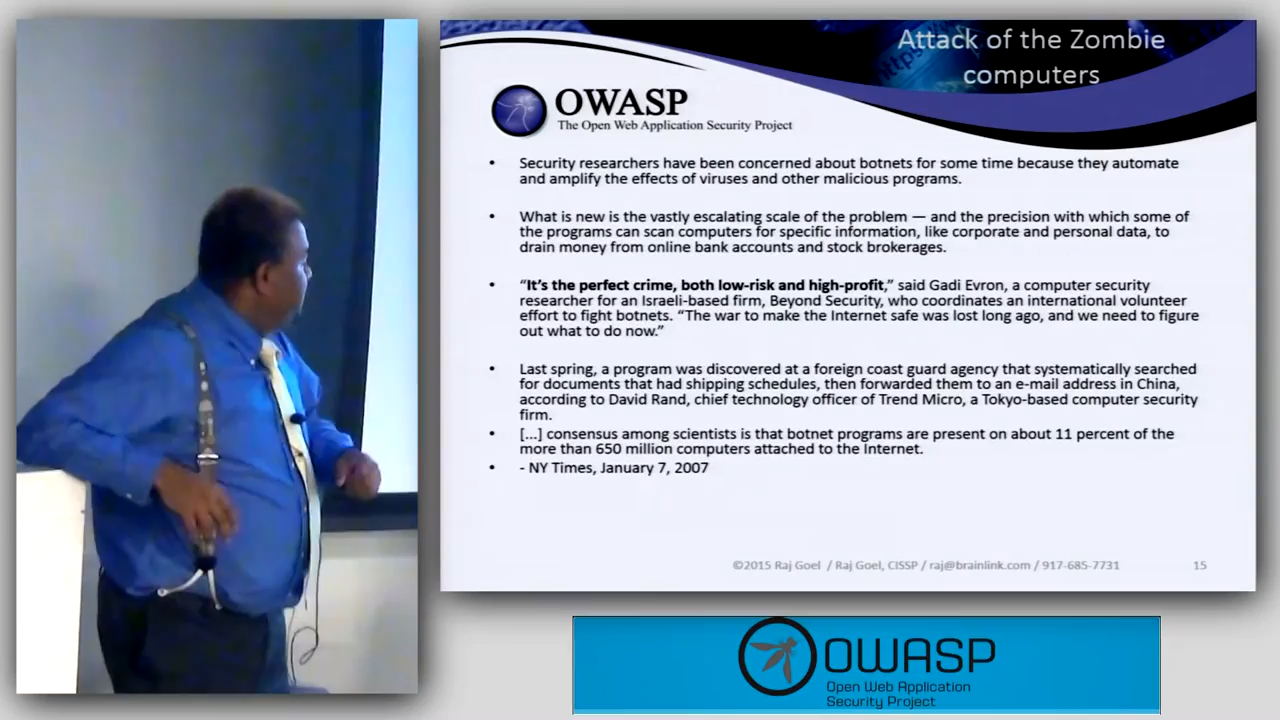 Attack of the Zombie
computers
OWASP
The Open Web Application Security Project
• Security researchers have been concerned about botnets for some time because they automate
and amplify the effects of viruses and other malicious programs.
• What is new is the vastly escalating scale of the problem — and the precision with which some of
the programs can scan computers for specific information, like corporate and personal data, to
drain money from online bank accounts and stock brokerages.
• “It’s the perfect crime, both low-risk and high-profit,” said Gadi Evron, a computer security
researcher for an Israeli-based firm, Beyond Security, who coordinates an international volunteer
effort to fight botnets. “The war to make the Internet safe was lost long ago, and we need to figure
out what to do now.”
• Last spring, a program was discovered at a foreign coast guard agency that systematically searched
for documents that had shipping schedules, then forwarded them to an e-mail address in China,
according to David Rand, chief technology officer of Trend Micro, a Tokyo-based computer security
firm.
• [...] consensus among scientists is that botnet programs are present on about 11 percent of the
more than 650 million computers attached to the Internet.
• - NY Times, January 7, 2007
©2015 Raj Goel / Raj Goel, CISSP / raj@brainlink.com / 917-685-7731 15
OWASP
Open Web Application
Security Project